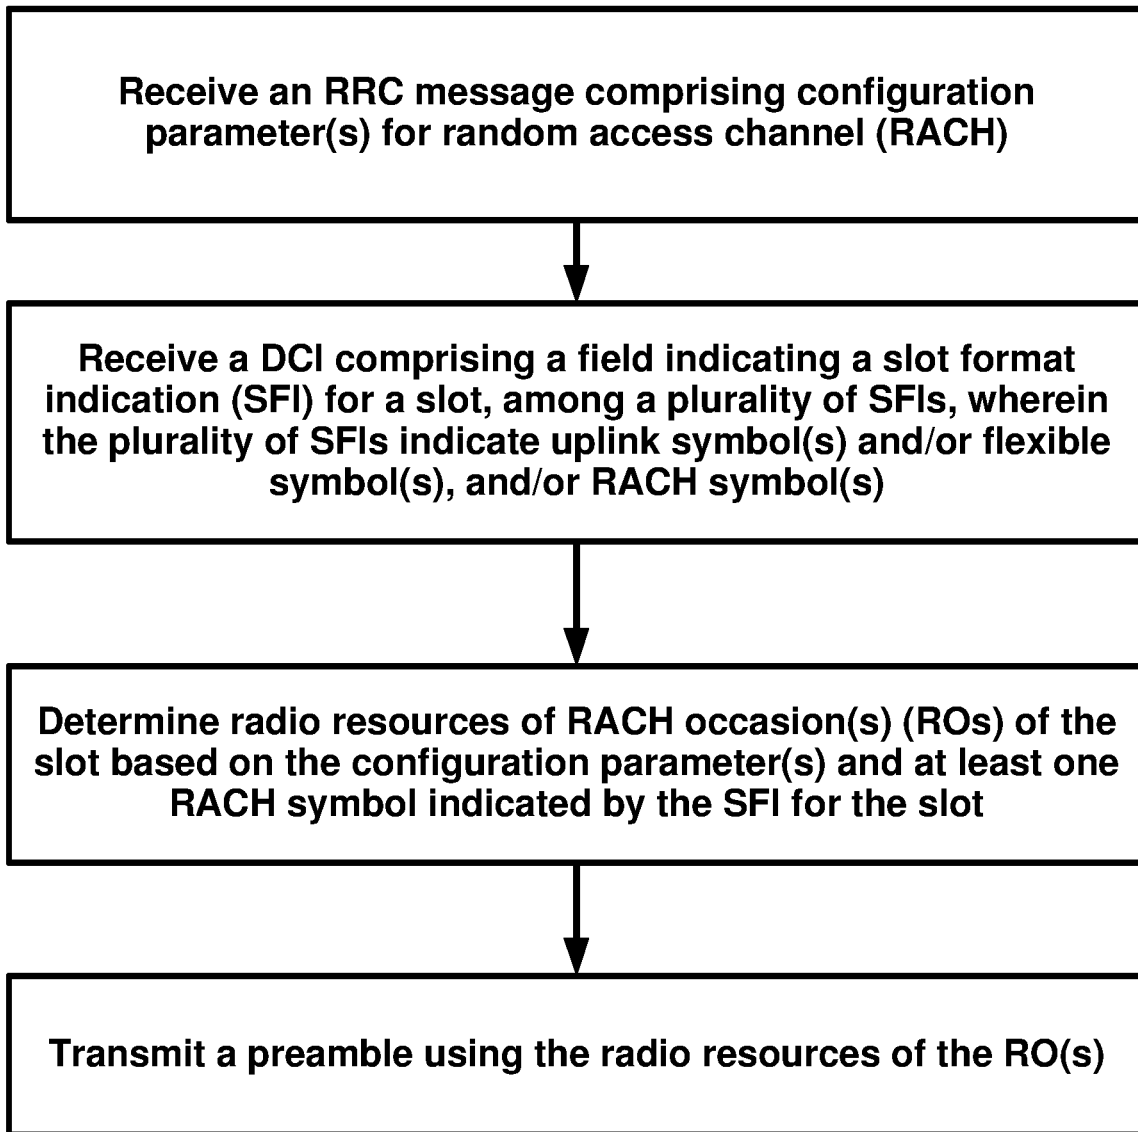 Receive an RRC message comprising configuration
parameter(s) for random access channel (RACH)
Receive a DCI comprising a field indicating a slot format
indication (SFI) for a slot, among a plurality of SFIs, wherein
the plurality of SFIs indicate uplink symbol(s) and/or flexible
symbol(s), and/or RACH symbol(s)
Determine radio resources of RACH occasion(s) (ROs) of the
slot based on the configuration parameter(s) and at least one
RACH symbol indicated by the SFI for the slot
Transmit a preamble using the radio resources of the RO(s)